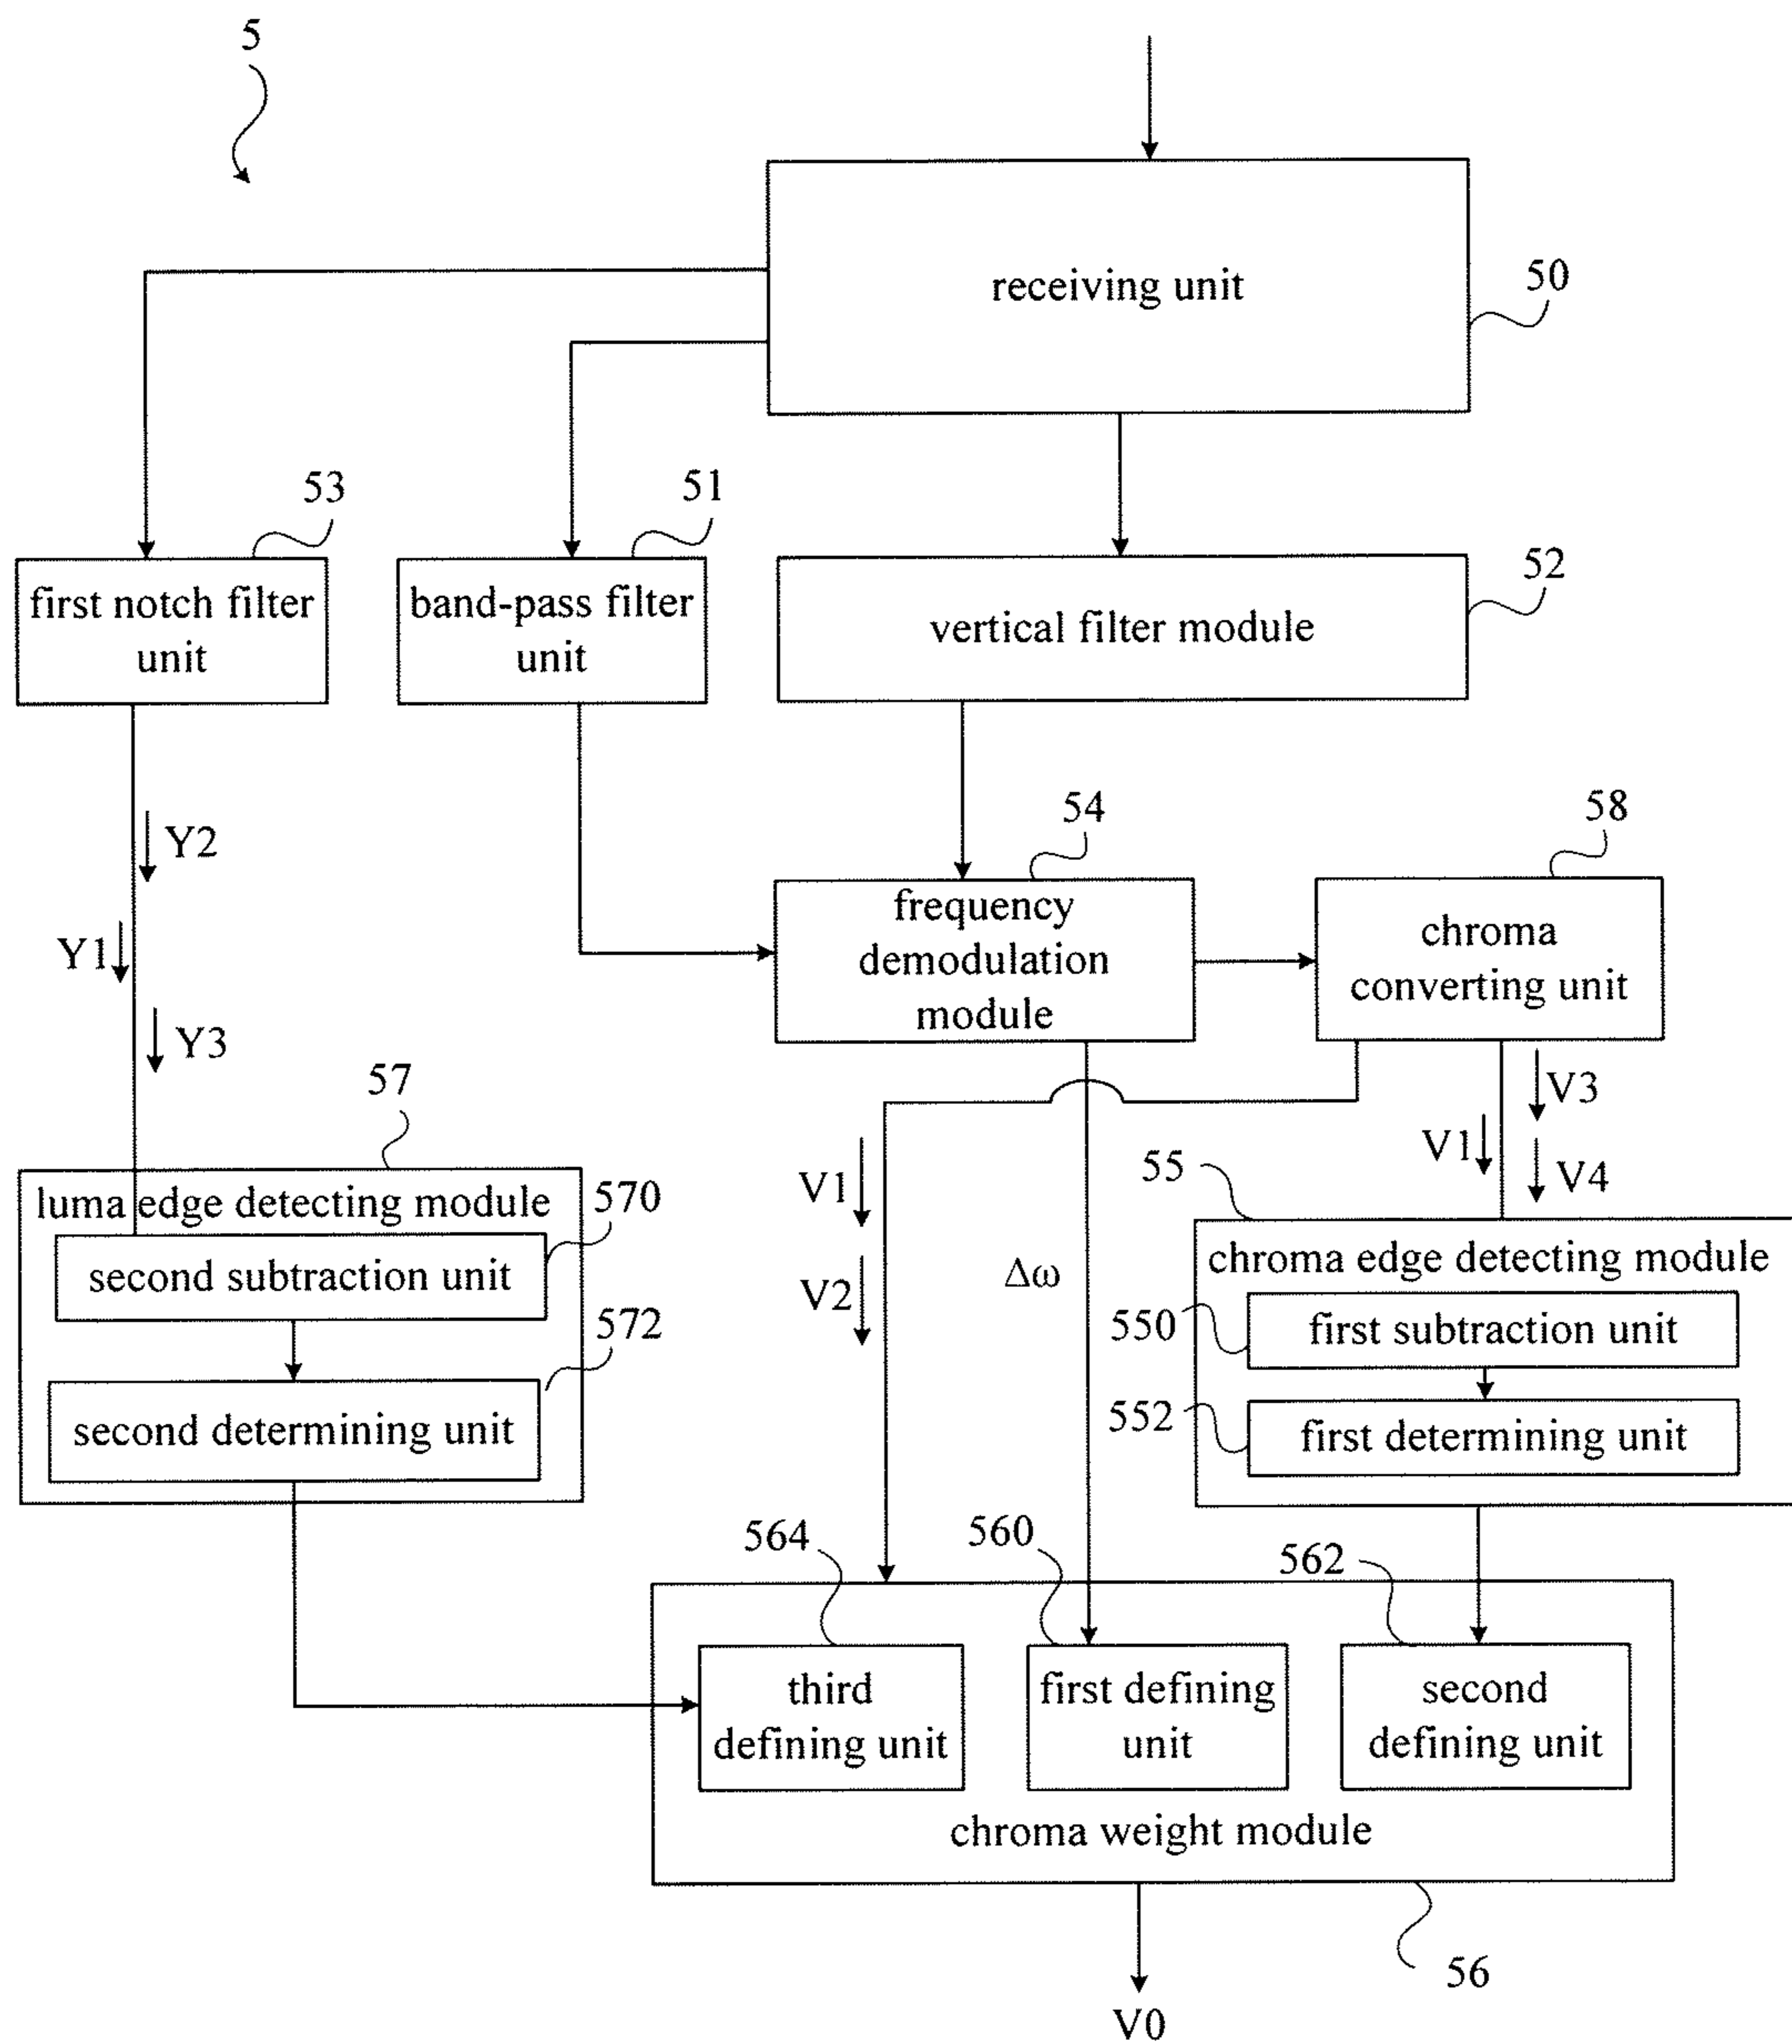 5
receiving unit
50
53
51
52
first notch filter
unit
band-pass filter
unit
vertical filter module
Y2
Y1
Y3
54
58
frequency
demodulation
module
chroma
converting unit
57
V3
V1
V4
55
luma edge detecting module
570
second subtraction unit
572
second determining unit
V1
V2
Δω
chroma edge detecting module
550
first subtraction unit
552
first determining unit
564
560
562
third
defining unit
first defining
unit
second
defining unit
chroma weight module
56
V0